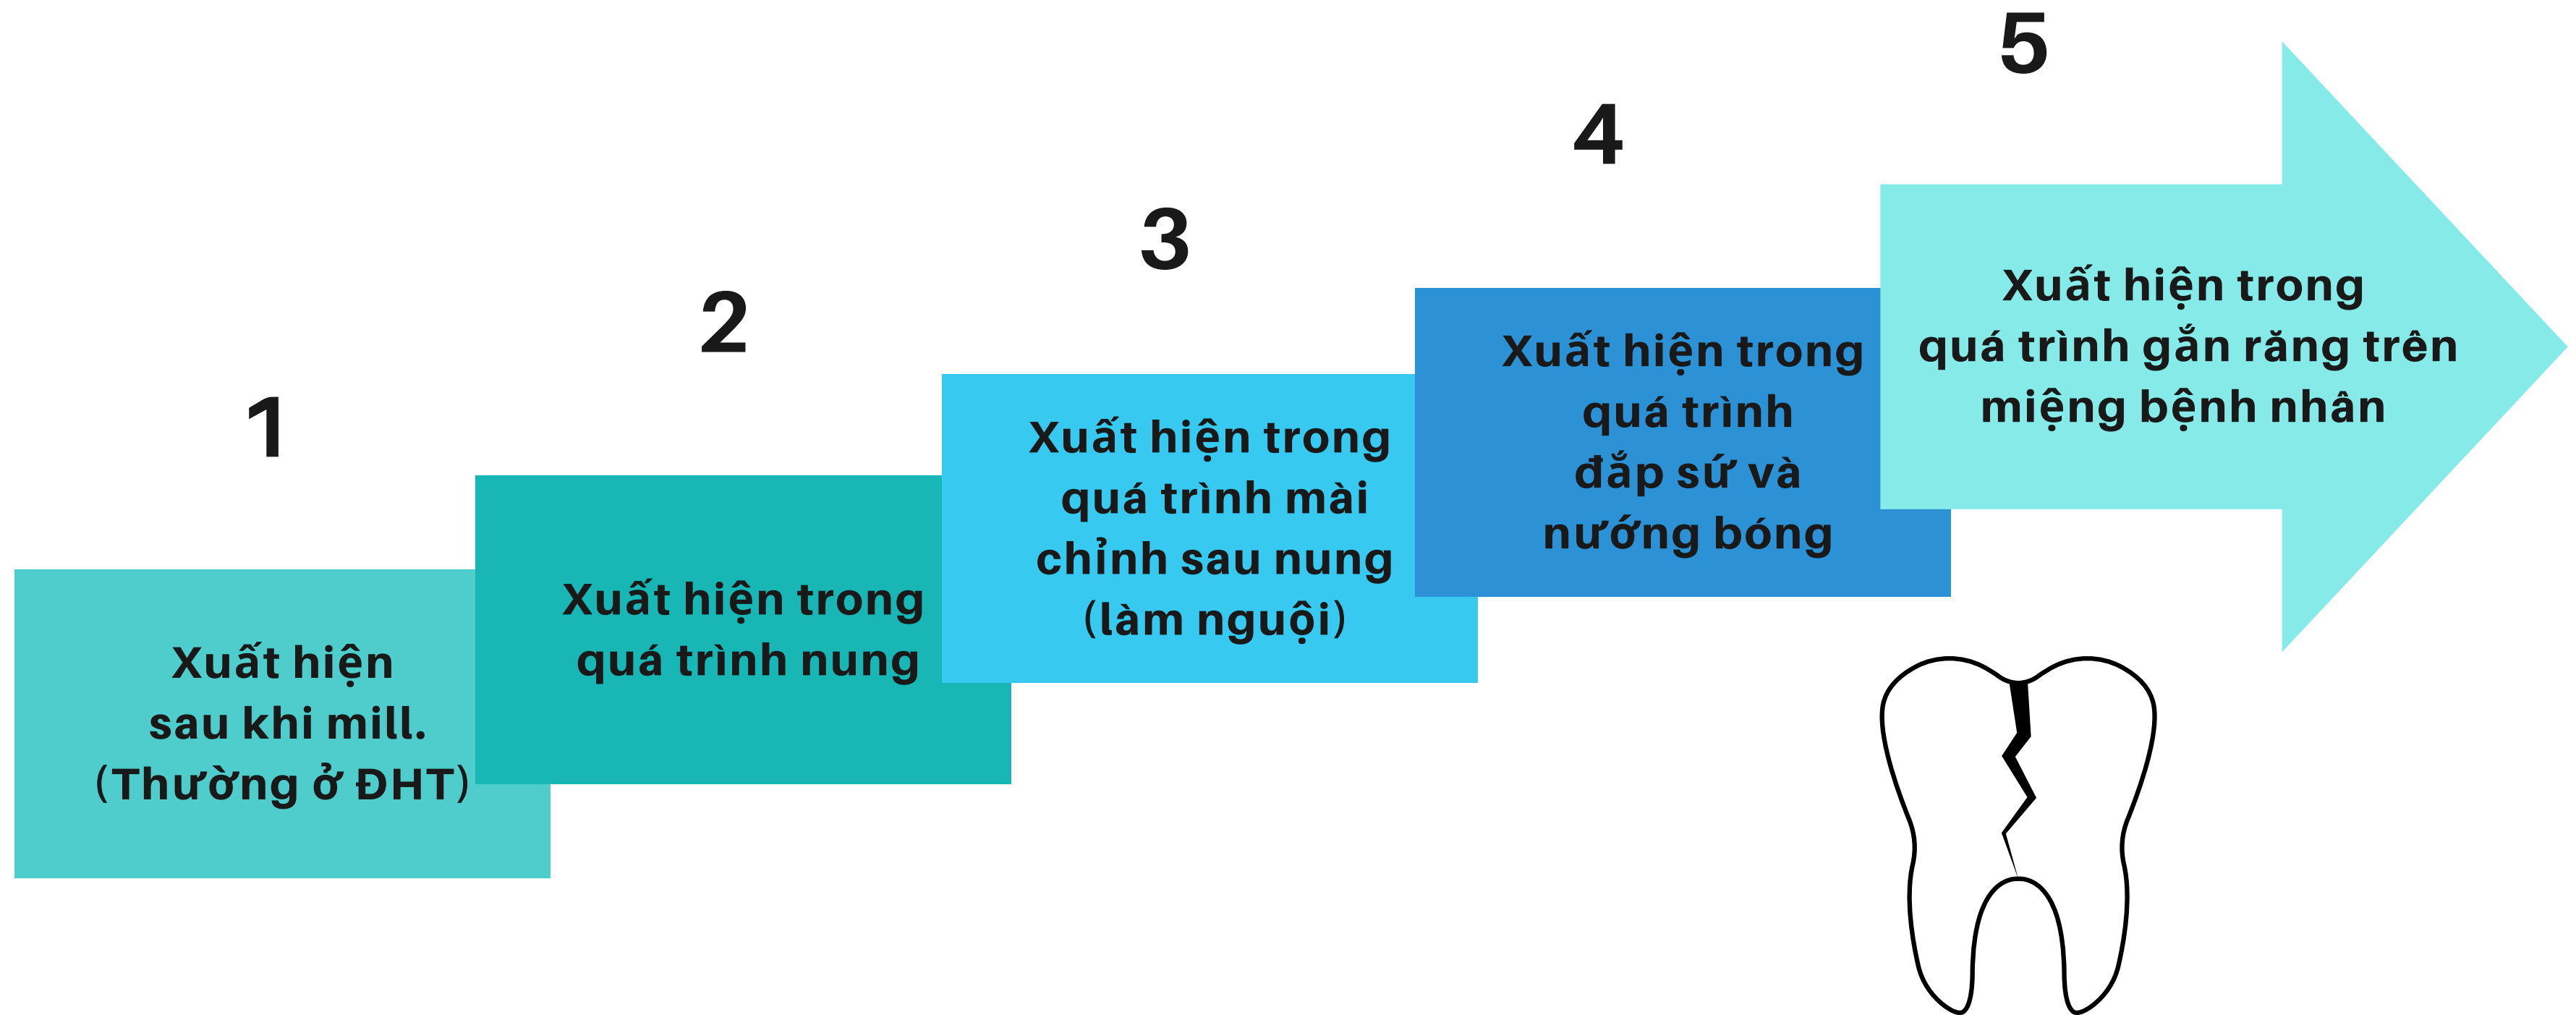 1
Xuất hiện
sau khi mill.
(Thường ở ĐHT)
2
Xuất hiện trong
quá trình nung
3
Xuất hiện trong
quá trình mài
chỉnh sau nung
(làm nguội)
4
Xuất hiện trong
quá trình
đắp sứ và
nướng bóng
5
Xuất hiện trong
quá trình gắn răng trên
miệng bệnh nhân